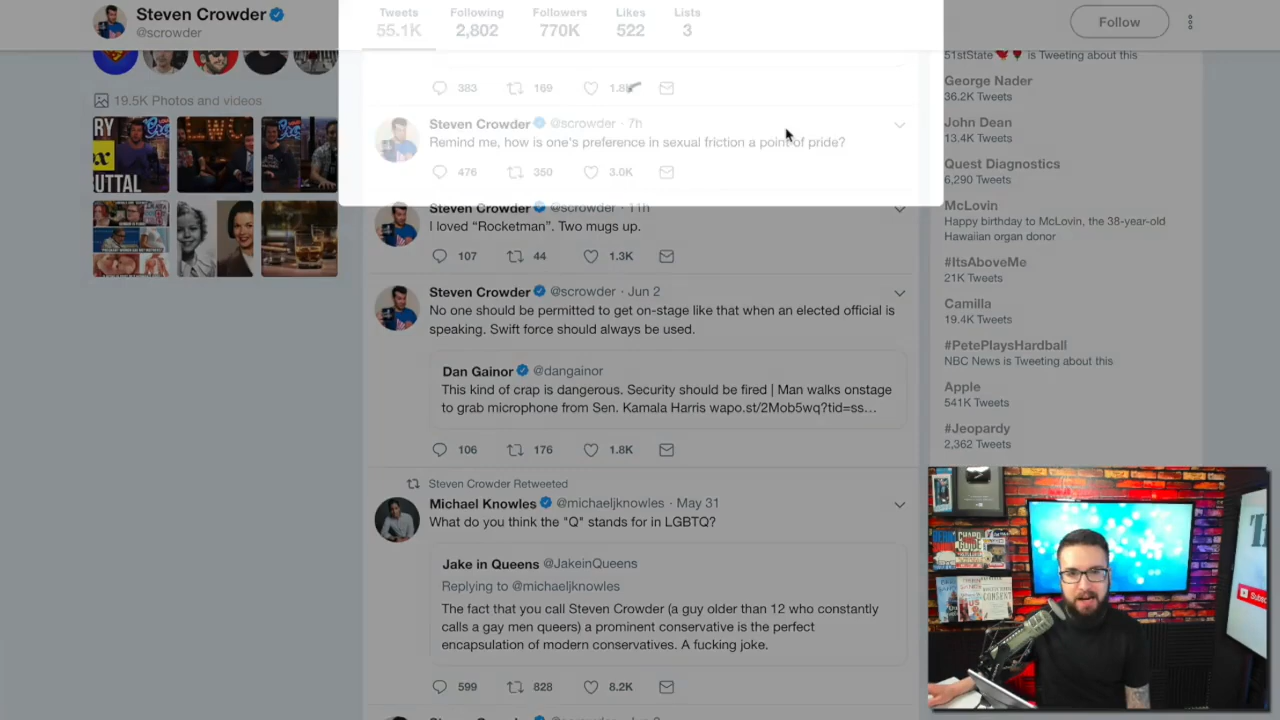 Steven Crowder
@scrowder
Tweets
55.1K
Following
2,802
Followers
770K
Likes
522
Lists
3
Follow
19.5K Photos and videos
RY
UTTAL
383
169
Steven Crowder @scrowder · 7h
Remind me, how is one's preference in sexual friction a point of pride?
476
350
3.0K
Steven Crowder @scrowder · 11h
I loved “Rocketman”. Two mugs up.
107
44
1.3K
Steven Crowder @scrowder · Jun 2
No one should be permitted to get on-stage like that when an elected official is
speaking. Swift force should always be used.
Dan Gainor @dangainor
This kind of crap is dangerous. Security should be fired | Man walks onstage
to grab microphone from Sen. Kamala Harris wapo.st/2Mob5wq?tid=ss…
106
176
1.8K
Steven Crowder Retweeted
Michael Knowles @michaeljknowles · May 31
What do you think the "Q" stands for in LGBTQ?
Jake in Queens @JakeinQueens
Replying to @michaeljknowles
The fact that you call Steven Crowder (a guy older than 12 who constantly
calls a gay men queers) a prominent conservative is the perfect
encapsulation of modern conservatives. A fucking joke.
599
828
8.2K
51stState is Tweeting about this
George Nader
36.2K Tweets
John Dean
13.4K Tweets
Quest Diagnostics
6,290 Tweets
McLovin
Happy birthday to McLovin, the 38-year-old
Hawaiian organ donor
#ItsAboveMe
21K Tweets
Camilla
19.4K Tweets
#PetePlaysHardball
NBC News is Tweeting about this
Apple
541K Tweets
#Jeopardy
2,362 Tweets
CONSENT